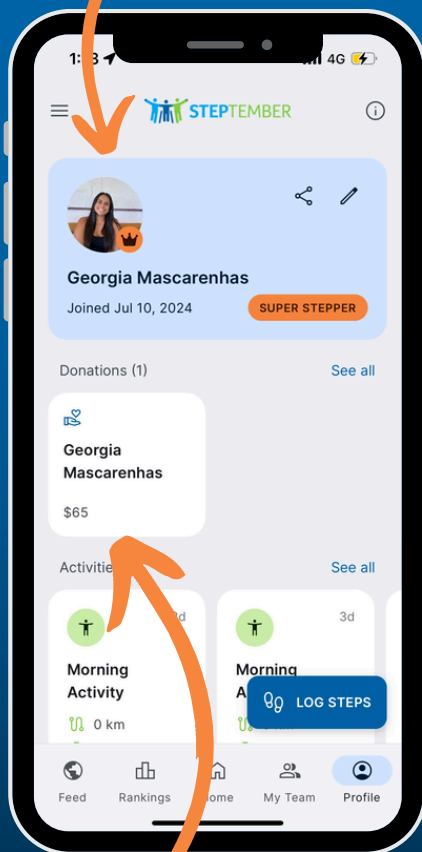 4G
STEPTEMBER
Georgia Mascarenhas
Joined Jul 10, 2024
SUPER STEPPER
Donations (1)
See all
Georgia
Mascarenhas
$65
See all
3d
Morning
Activity
0 km
Morning
LOG STEPS
Feed
Rankings
My Team
Profile